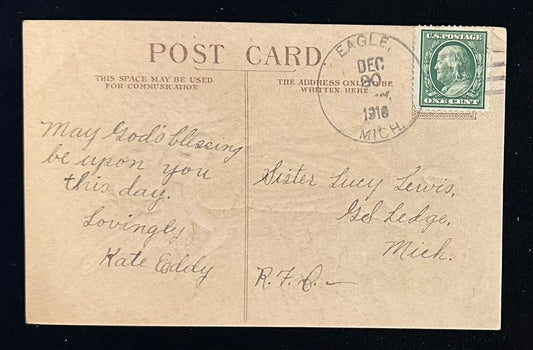 POST CARD
THIS SPACE MAY BE USED
FOR COMMUNICATION
THE ADDRESS ONLY TO BE
WRITTEN HERE.
EAGLE,
DEC
1910
MICH.
U.S. POSTAGE
ONE CENT
May God's blessing
be upon you
this day.
Lovingly
Kate Eddy
Sister Lucy Lewis,
Ledge,
Mich.
R.F.D.